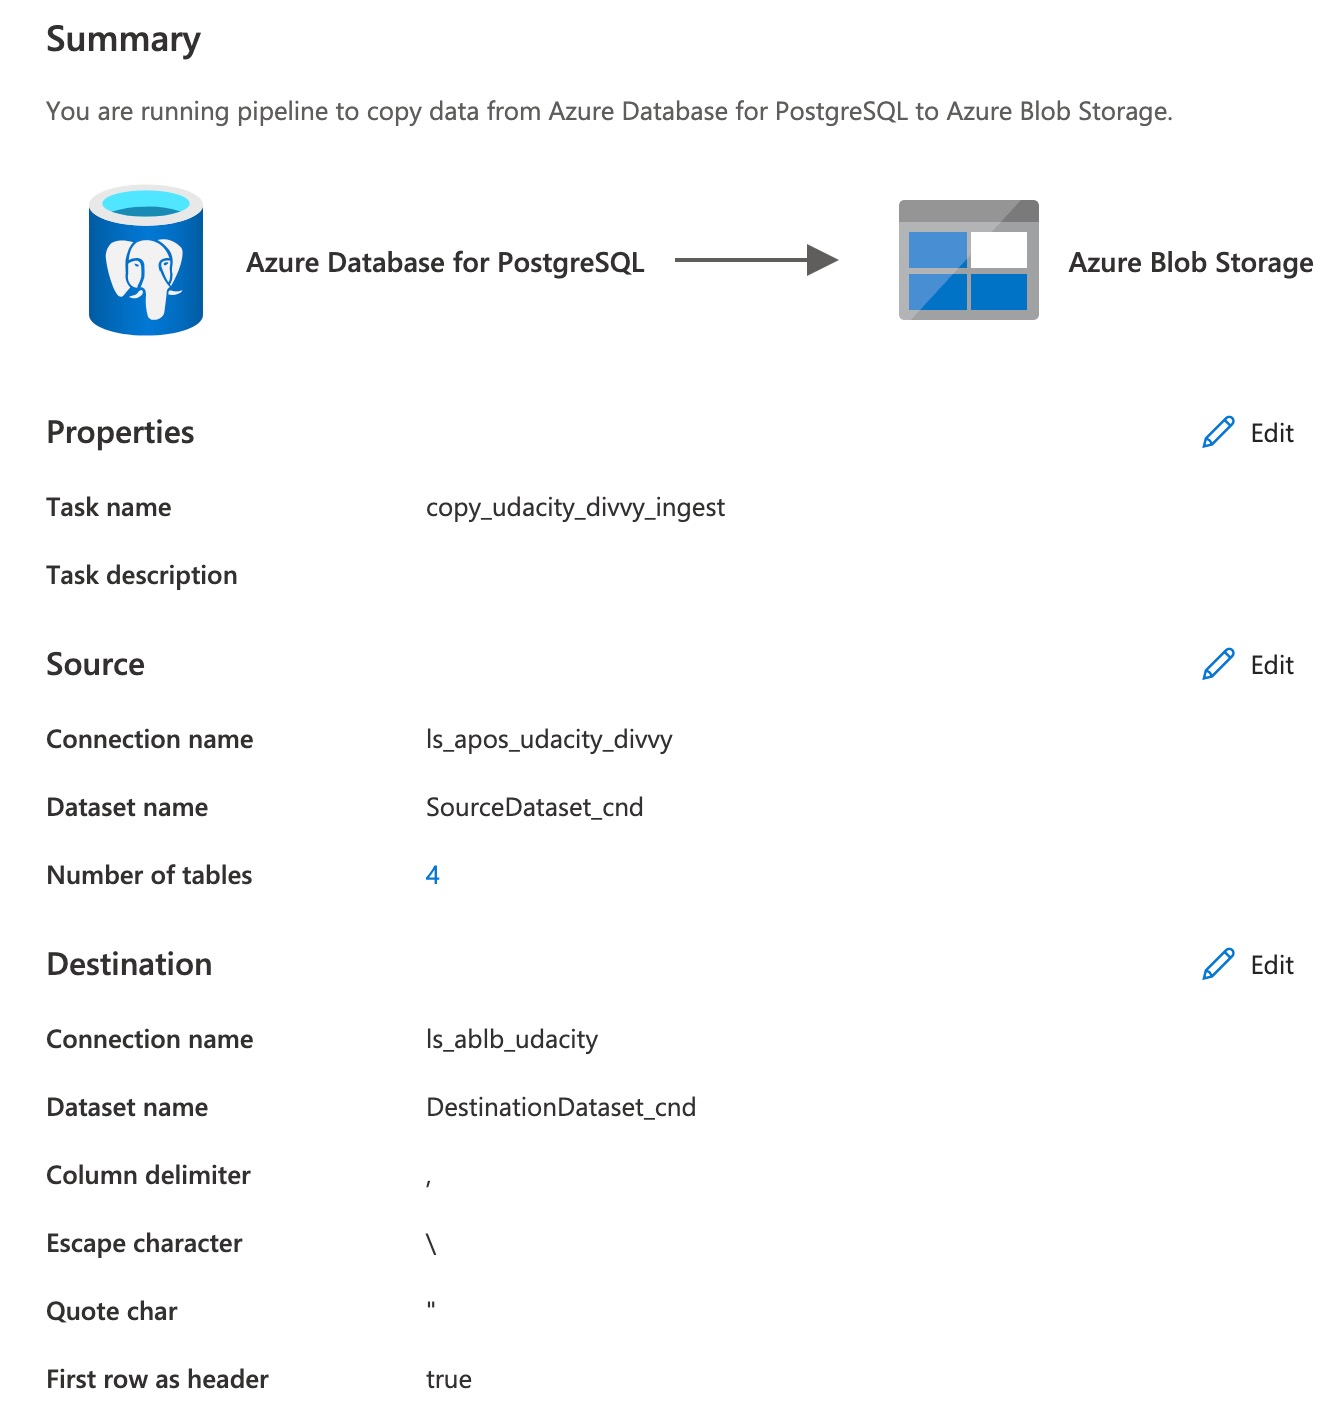 Summary
You are running pipeline to copy data from Azure Database for PostgreSQL to Azure Blob Storage.
Azure Database for PostgreSQL
Azure Blob Storage
Properties
Edit
Task name copy_udacity_divvy_ingest
Task description
Source
Edit
Connection name ls_apos_udacity_divvy
Dataset name SourceDataset_cnd
Number of tables 4
Destination
Edit
Connection name ls_ablb_udacity
Dataset name DestinationDataset_cnd
Column delimiter ,
Escape character \
Quote char "
First row as header true